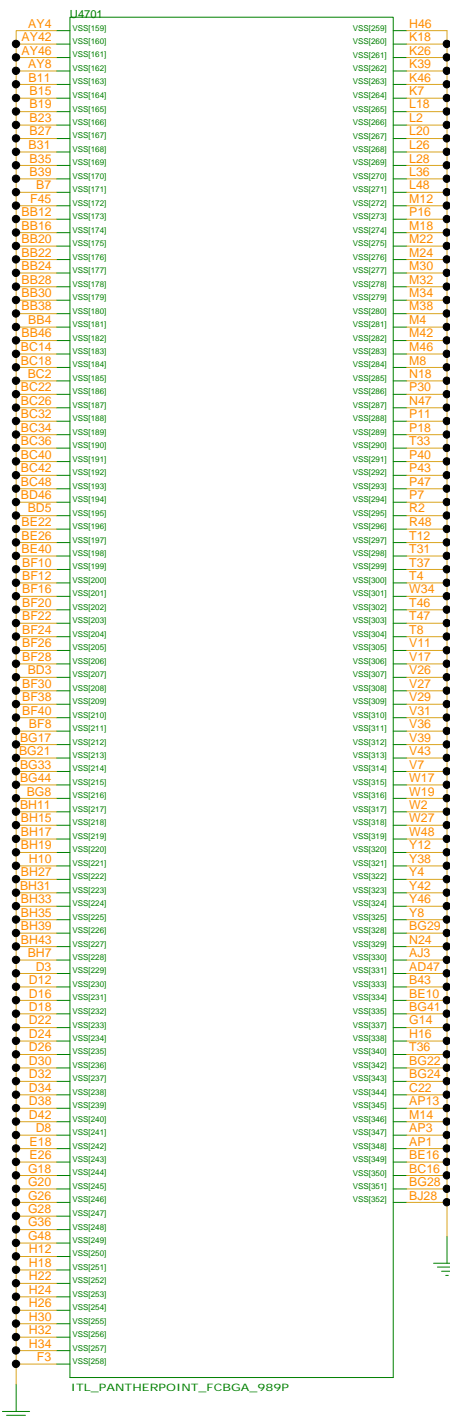 U4701
AY4 VSS[159] VSS[259] H46
AY42 VSS[160] VSS[260] K18
AY46 VSS[161] VSS[261] K26
AY8 VSS[162] VSS[262] K39
B11 VSS[163] VSS[263] K46
B15 VSS[164] VSS[264] K7
B19 VSS[165] VSS[265] L18
B23 VSS[166] VSS[266] L2
B27 VSS[167] VSS[267] L20
B31 VSS[168] VSS[268] L26
B35 VSS[169] VSS[269] L28
B39 VSS[170] VSS[270] L36
B7 VSS[171] VSS[271] L48
F45 VSS[172] VSS[272] M12
BB12 VSS[173] VSS[273] P16
BB16 VSS[174] VSS[274] M18
BB20 VSS[175] VSS[275] M22
BB22 VSS[176] VSS[276] M24
BB24 VSS[177] VSS[277] M30
BB28 VSS[178] VSS[278] M32
BB30 VSS[179] VSS[279] M34
BB38 VSS[180] VSS[280] M38
BB4 VSS[181] VSS[281] M4
BB46 VSS[182] VSS[282] M42
BC14 VSS[183] VSS[283] M46
BC18 VSS[184] VSS[284] M8
BC2 VSS[185] VSS[285] N18
BC22 VSS[186] VSS[286] P30
BC26 VSS[187] VSS[287] N47
BC32 VSS[188] VSS[288] P11
BC34 VSS[189] VSS[289] P18
BC36 VSS[190] VSS[290] T33
BC40 VSS[191] VSS[291] P40
BC42 VSS[192] VSS[292] P43
BC48 VSS[193] VSS[293] P47
BD46 VSS[194] VSS[294] P7
BD5 VSS[195] VSS[295] R2
BE22 VSS[196] VSS[296] R48
BE26 VSS[197] VSS[297] T12
BE40 VSS[198] VSS[298] T31
BF10 VSS[199] VSS[299] T37
BF12 VSS[200] VSS[300] T4
BF16 VSS[201] VSS[301] W34
BF20 VSS[202] VSS[302] T46
BF22 VSS[203] VSS[303] T47
BF24 VSS[204] VSS[304] T8
BF26 VSS[205] VSS[305] V11
BF28 VSS[206] VSS[306] V17
BD3 VSS[207] VSS[307] V26
BF30 VSS[208] VSS[308] V27
BF38 VSS[209] VSS[309] V29
BF40 VSS[210] VSS[310] V31
BF8 VSS[211] VSS[311] V36
BG17 VSS[212] VSS[312] V39
BG21 VSS[213] VSS[313] V43
BG33 VSS[214] VSS[314] V7
BG44 VSS[215] VSS[315] W17
BG8 VSS[216] VSS[316] W19
BH11 VSS[217] VSS[317] W2
BH15 VSS[218] VSS[318] W27
BH17 VSS[219] VSS[319] W48
BH19 VSS[220] VSS[320] Y12
H10 VSS[221] VSS[321] Y38
BH27 VSS[222] VSS[322] Y4
BH31 VSS[223] VSS[323] Y42
BH33 VSS[224] VSS[324] Y46
BH35 VSS[225] VSS[325] Y8
BH39 VSS[226] VSS[328] BG29
BH43 VSS[227] VSS[329] N24
BH7 VSS[228] VSS[330] AJ3
D3 VSS[229] VSS[331] AD47
D12 VSS[230] VSS[333] B43
D16 VSS[231] VSS[334] BE10
D18 VSS[232] VSS[335] BG41
D22 VSS[233] VSS[337] G14
D24 VSS[234] VSS[338] H16
D26 VSS[235] VSS[340] T36
D30 VSS[236] VSS[342] BG22
D32 VSS[237] VSS[343] BG24
D34 VSS[238] VSS[344] C22
D38 VSS[239] VSS[345] AP13
D42 VSS[240] VSS[346] M14
D8 VSS[241] VSS[347] AP3
E18 VSS[242] VSS[348] AP1
E26 VSS[243] VSS[349] BE16
G18 VSS[244] VSS[350] BC16
G20 VSS[245] VSS[351] BG28
G26 VSS[246] VSS[352] BJ28
G28 VSS[247]
G36 VSS[248]
G48 VSS[249]
H12 VSS[250]
H18 VSS[251]
H22 VSS[252]
H24 VSS[253]
H26 VSS[254]
H30 VSS[255]
H32 VSS[256]
H34 VSS[257]
F3 VSS[258]
ITL_PANTHERPOINT_FCBGA_989P